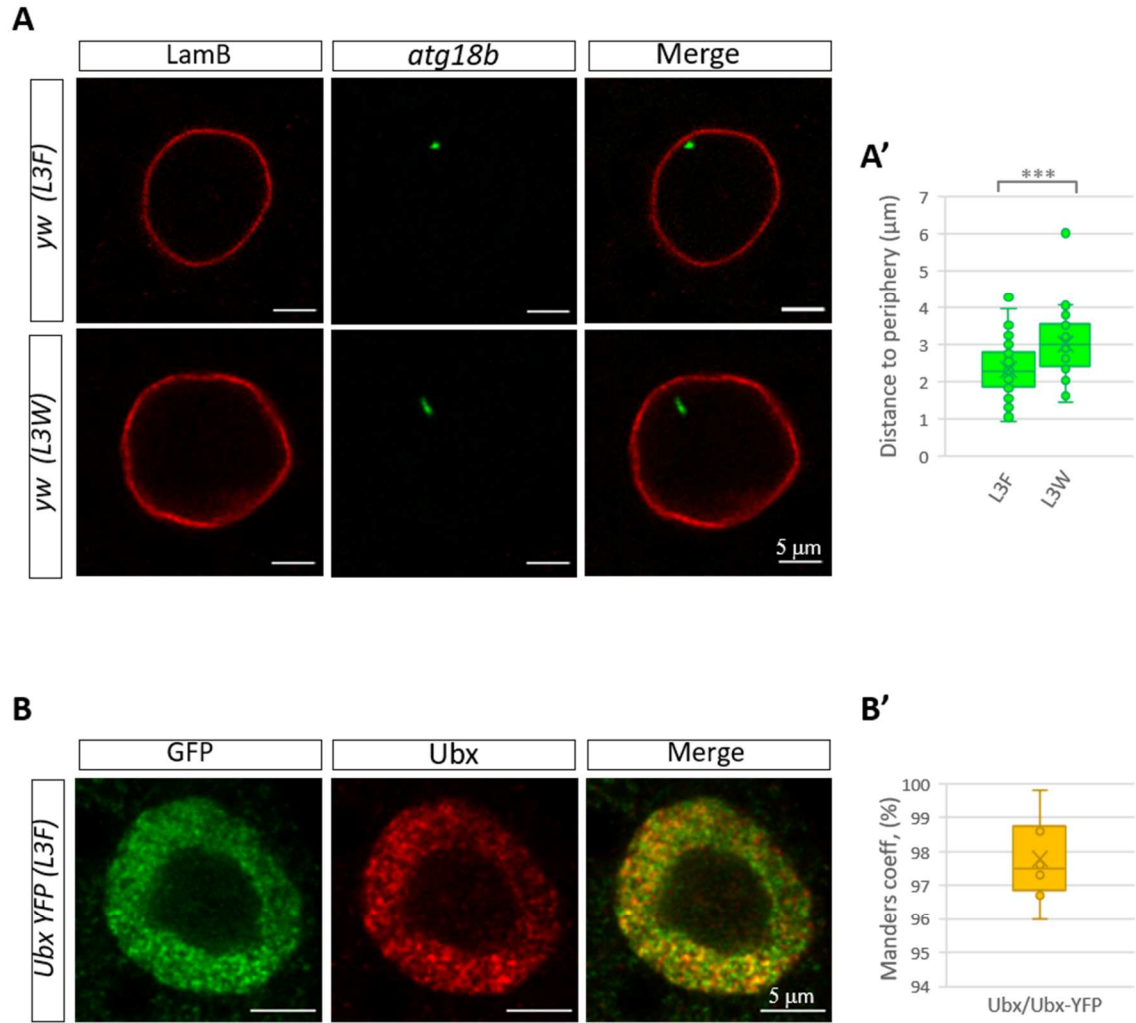 A
LamB
atg18b
Merge
yw (L3F)
yw (L3W)
5 µm
A’
***
Distance to periphery (µm)
7
6
5
4
3
2
1
0
L3F
L3W
B
GFP
Ubx
Merge
Ubx YFP (L3F)
5 µm
B’
Manders coeff, (%)
100
99
98
97
96
95
94
Ubx/Ubx-YFP